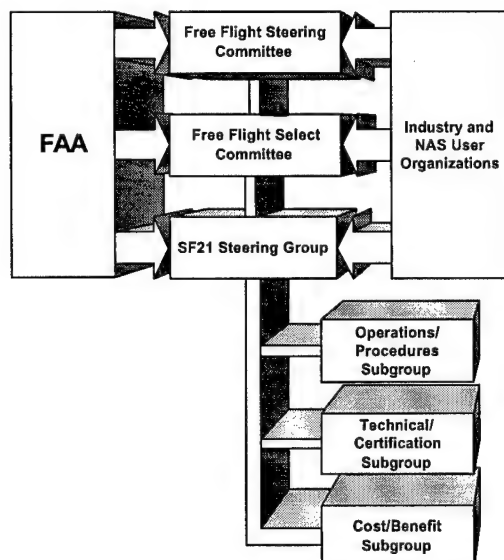 Free Flight Steering
Committee
FAA
Free Flight Select
Committee
Industry and
NAS User
Organizations
SF21 Steering Group
Operations/
Procedures
Subgroup
Technical/
Certification
Subgroup
Cost/Benefit
Subgroup